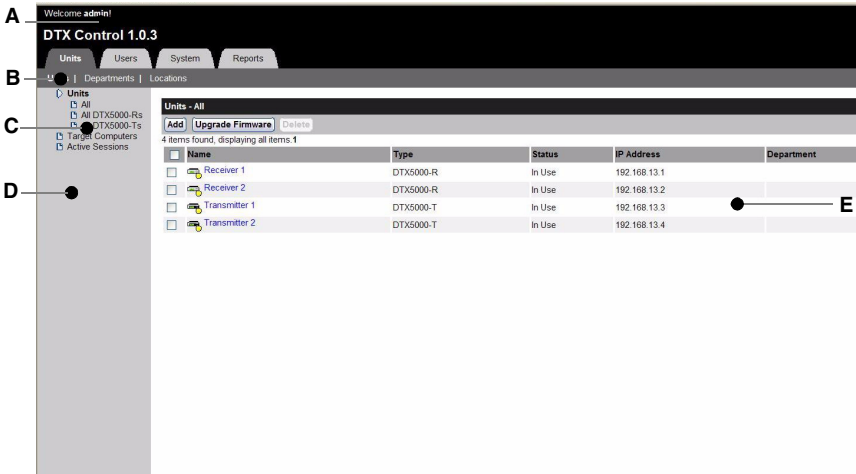 A
Welcome admin!
DTX Control 1.0.3
Units Users System Reports
B
| Departments | Locations
Units
All
All DTX5000-Rs
C
DTX5000-Ts
Target Computers
Active Sessions
D
Units - All
Add Upgrade Firmware Delete
4 items found, displaying all items.1
Name Type Status IP Address Department
Receiver 1 DTX5000-R In Use 192.168.13.1
Receiver 2 DTX5000-R In Use 192.168.13.2
Transmitter 1 DTX5000-T In Use 192.168.13.3
E
Transmitter 2 DTX5000-T In Use 192.168.13.4